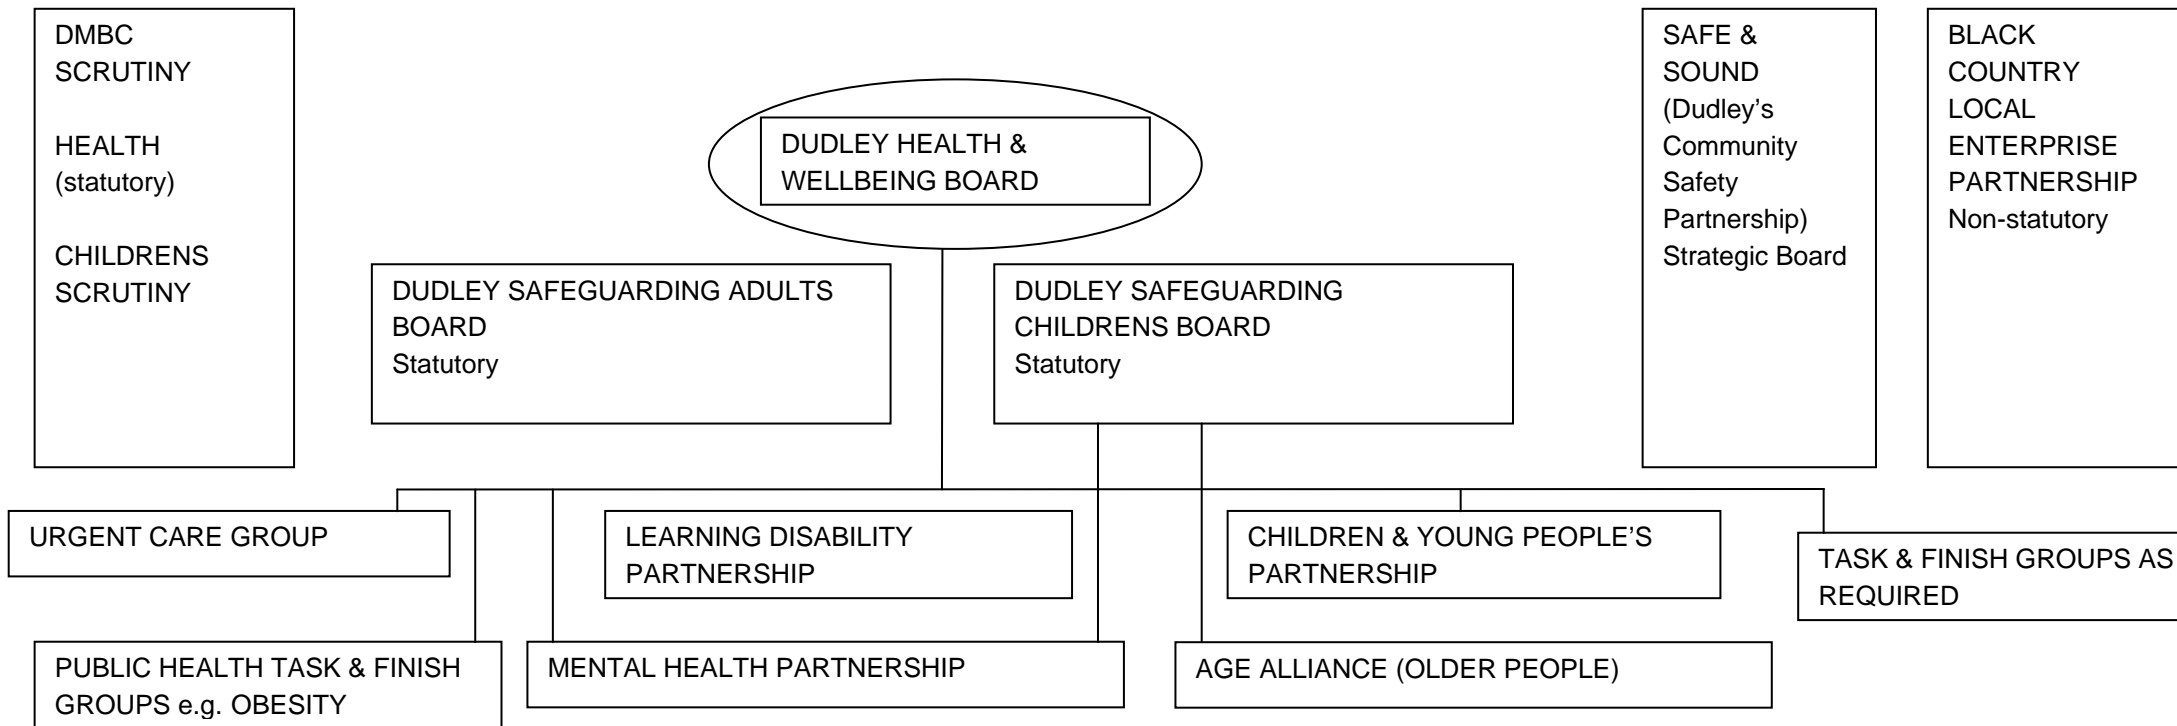 DMBC
SCRUTINY
HEALTH
(statutory)
CHILDRENS
SCRUTINY
DUDLEY HEALTH &
WELLBEING BOARD
SAFE &
SOUND
(Dudley’s
Community
Safety
Partnership)
Strategic Board
BLACK
COUNTRY
LOCAL
ENTERPRISE
PARTNERSHIP
Non-statutory
DUDLEY SAFEGUARDING ADULTS
BOARD
Statutory
DUDLEY SAFEGUARDING
CHILDRENS BOARD
Statutory
URGENT CARE GROUP
LEARNING DISABILITY
PARTNERSHIP
CHILDREN & YOUNG PEOPLE’S
PARTNERSHIP
TASK & FINISH GROUPS AS
REQUIRED
PUBLIC HEALTH TASK & FINISH
GROUPS e.g. OBESITY
MENTAL HEALTH PARTNERSHIP
AGE ALLIANCE (OLDER PEOPLE)